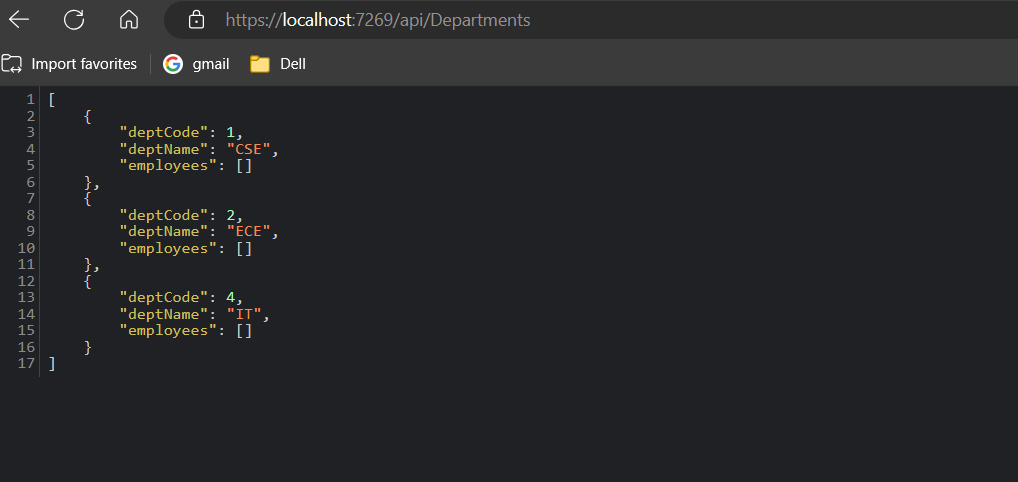 https://localhost:7269/api/Departments
Import favorites gmail Dell
1 [
2     {
3         "deptCode": 1,
4         "deptName": "CSE",
5         "employees": []
6     },
7     {
8         "deptCode": 2,
9         "deptName": "ECE",
10         "employees": []
11     },
12     {
13         "deptCode": 4,
14         "deptName": "IT",
15         "employees": []
16     }
17 ]